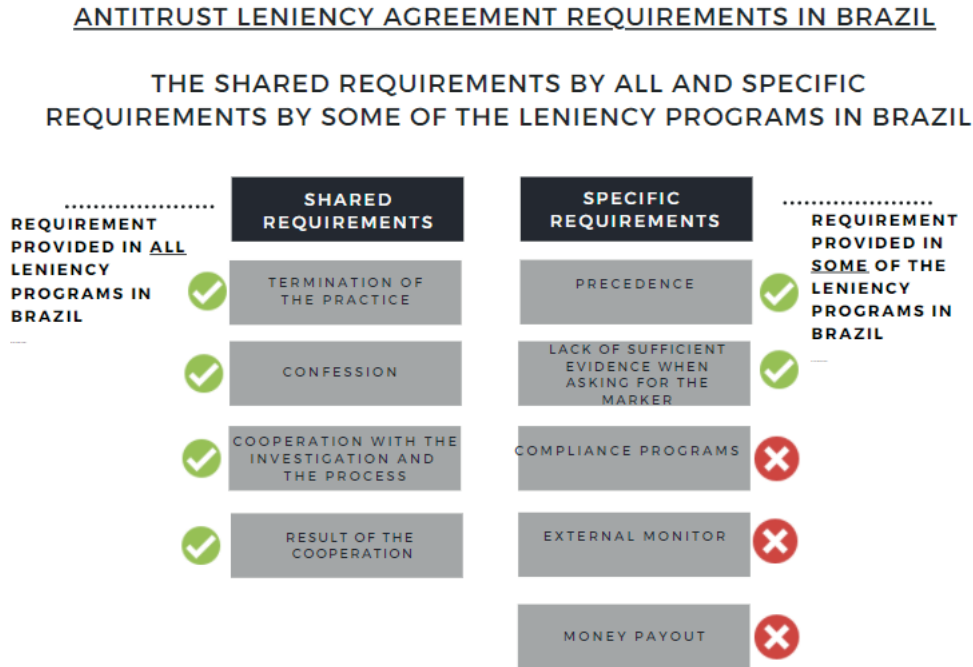 ANTITRUST LENIENCY AGREEMENT REQUIREMENTS IN BRAZIL
THE SHARED REQUIREMENTS BY ALL AND SPECIFIC
REQUIREMENTS BY SOME OF THE LENIENCY PROGRAMS IN BRAZIL
REQUIREMENT
PROVIDED IN ALL
LENIENCY
PROGRAMS IN
BRAZIL
SHARED
REQUIREMENTS
TERMINATION OF
THE PRACTICE
CONFESSION
COOPERATION WITH THE
INVESTIGATION AND
THE PROCESS
RESULT OF THE
COOPERATION
SPECIFIC
REQUIREMENTS
PRECEDENCE
LACK OF SUFFICIENT
EVIDENCE WHEN
ASKING FOR THE
MARKER
COMPLIANCE PROGRAMS
EXTERNAL MONITOR
MONEY PAYOUT
REQUIREMENT
PROVIDED IN
SOME OF THE
LENIENCY
PROGRAMS IN
BRAZIL